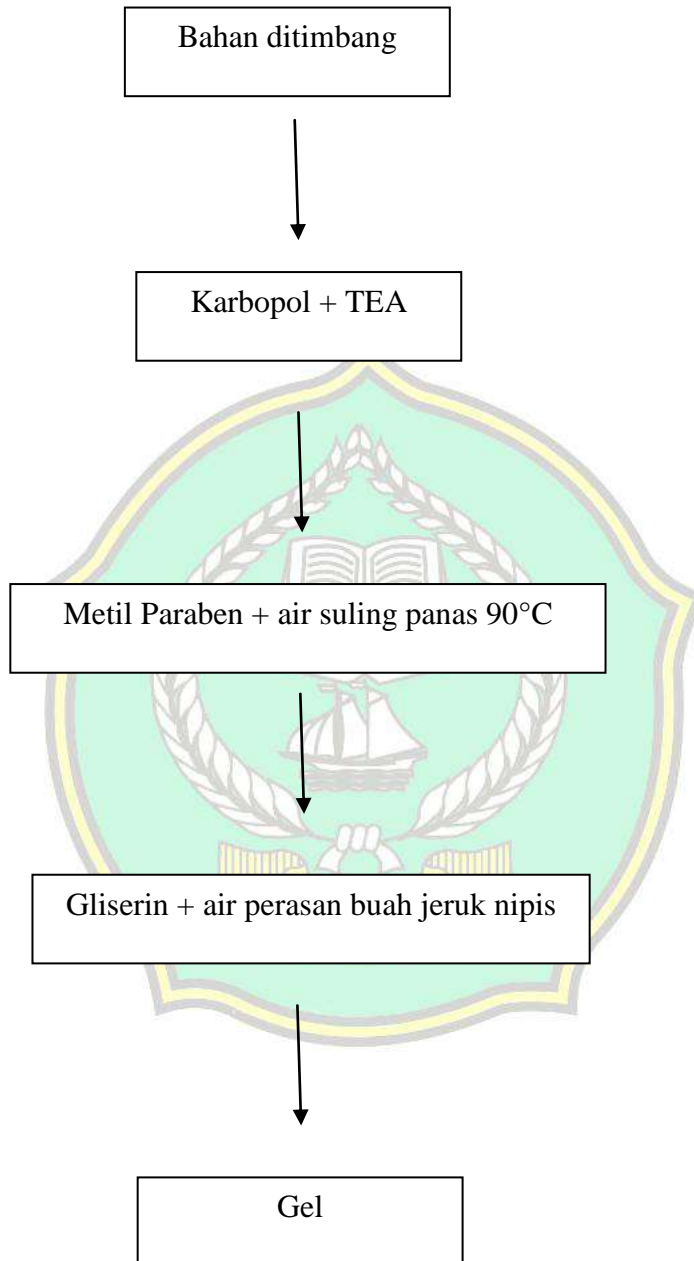 Bahan ditimbang
Karbopol + TEA
Metil Paraben + air suling panas 90°C
Gliserin + air perasan buah jeruk nipis
Gel